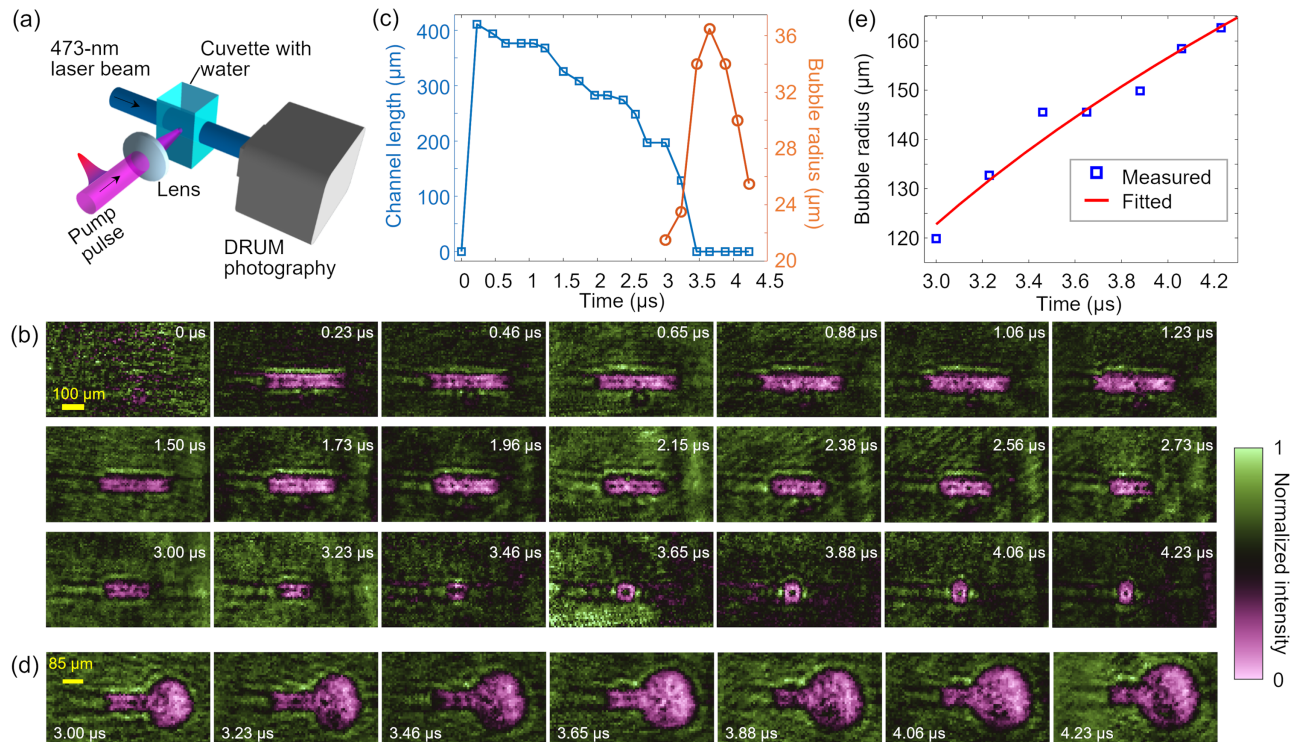 (a)
473-nm
laser beam
Cuvette with
water
Lens
Pump
pulse
DRUM
photography
(c)
Channel length (µm)
400
300
200
100
0
Bubble radius (µm)
36
32
28
24
20
0 0.5 1 1.5 2 2.5 3 3.5 4 4.5
Time (µs)
(e)
Bubble radius (µm)
160
150
140
130
120
Measured
Fitted
3.0 3.2 3.4 3.6 3.8 4.0 4.2
Time (µs)
(b)
0 µs 0.23 µs 0.46 µs 0.65 µs 0.88 µs 1.06 µs 1.23 µs
100 µm
1.50 µs 1.73 µs 1.96 µs 2.15 µs 2.38 µs 2.56 µs 2.73 µs
3.00 µs 3.23 µs 3.46 µs 3.65 µs 3.88 µs 4.06 µs 4.23 µs
1
Normalized intensity
0
(d)
85 µm
3.00 µs 3.23 µs 3.46 µs 3.65 µs 3.88 µs 4.06 µs 4.23 µs